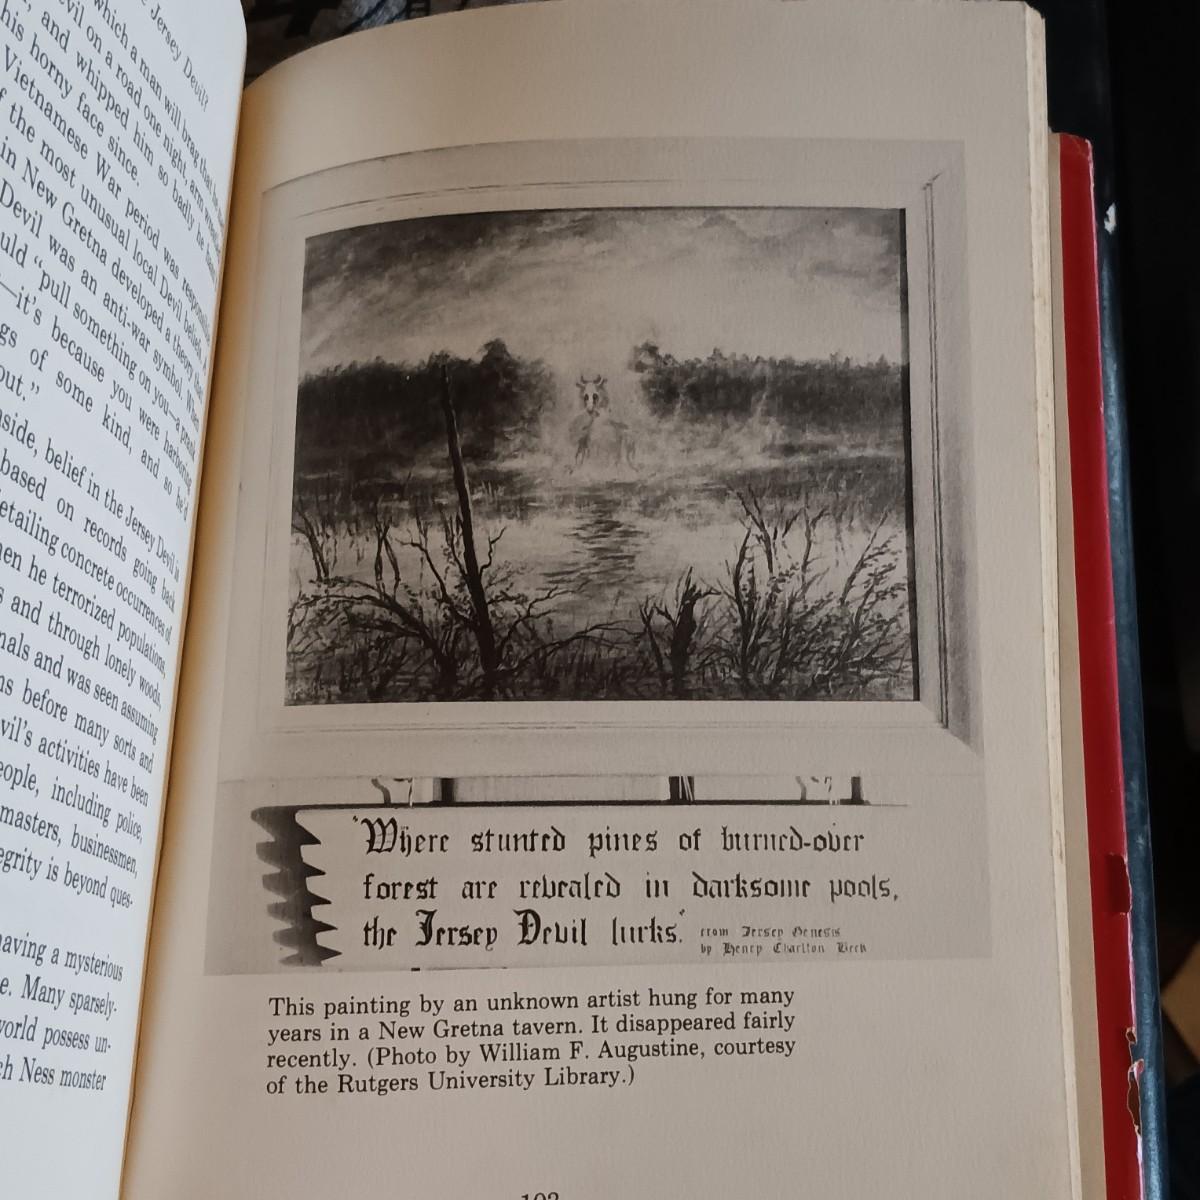 e Jersey Devil?
which a man will brag that
evil on a road one night, arm
and whipped him so badly he
his horny face since.
Vietnamese War period was responsible
f the most unusual local Devil beliefs. A
in New Gretna developed a theory that
Devil was an anti-war symbol. When
uld "pull something on you—a prank
—it's because you were harboring
gs of some kind, and so he'd
out."
nside, belief in the Jersey Devil is
based on records going back
etailing concrete occurrences of
en he terrorized populations,
s and through lonely woods,
mals and was seen assuming
ns before many sorts and
vil's activities have been
eople, including police,
masters, businessmen,
egrity is beyond ques-
having a mysterious
e. Many sparsely-
world possess un-
ch Ness monster
"Where stunted pines of burned-over
forest are revealed in darksome pools,
the Jersey Devil lurks."
from Jersey Genesis
by Henry Charlton Beck
This painting by an unknown artist hung for many
years in a New Gretna tavern. It disappeared fairly
recently. (Photo by William F. Augustine, courtesy
of the Rutgers University Library.)
103